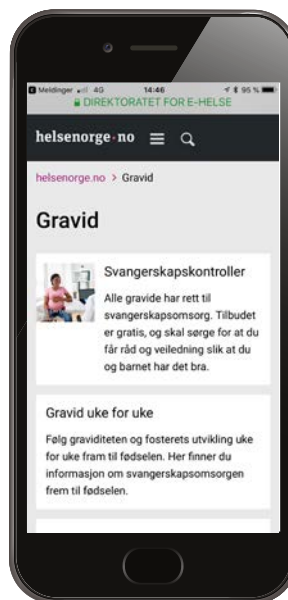 Meldinger 4G 14:46 95 %
DIREKTORATET FOR E-HELSE
helsenorge.no
helsenorge.no > Gravid
Gravid
Svangerskapskontroller
Alle gravide har rett til
svangerskapsomsorg. Tilbudet
er gratis, og skal sørge for at du
får råd og veiledning slik at du
og barnet har det bra.
Gravid uke for uke
Følg graviditeten og fosterets utvikling uke
for uke fram til fødselen. Her finner du
informasjon om svangerskapsomsorgen
frem til fødselen.